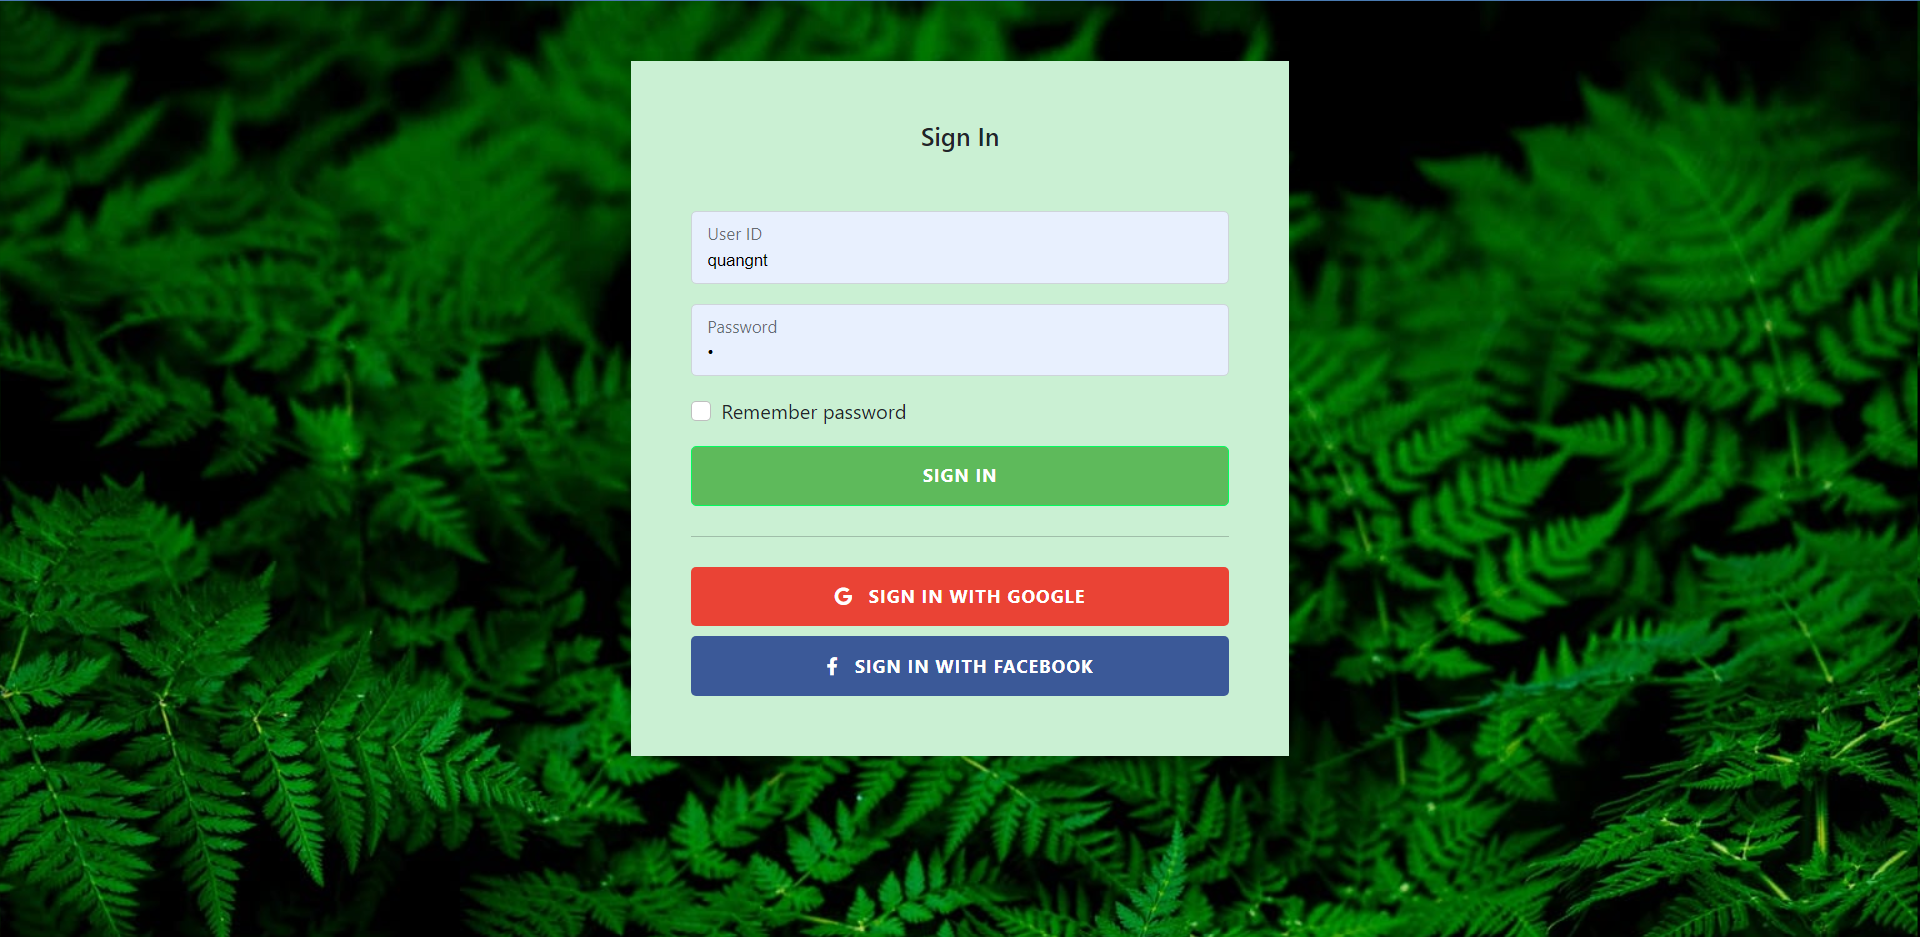 Sign In
User ID
quangnt
Password
•
Remember password
SIGN IN
SIGN IN WITH GOOGLE
SIGN IN WITH FACEBOOK